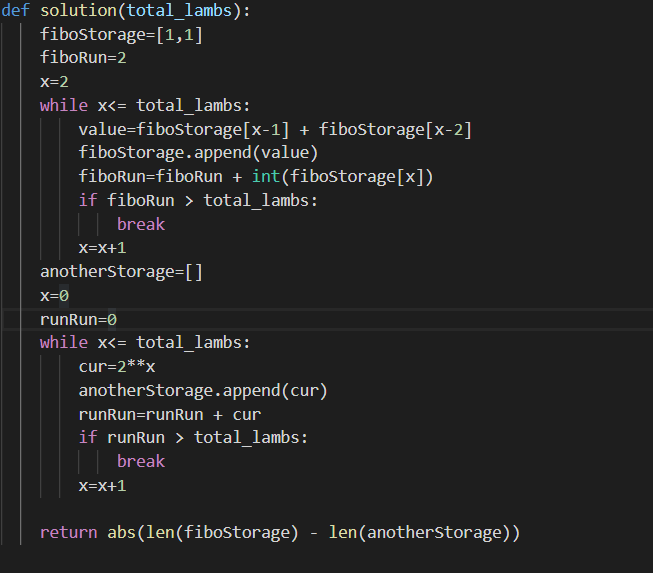 def solution(total_lambs):
    fiboStorage=[1,1]
    fiboRun=2
    x=2
    while x<= total_lambs:
        value=fiboStorage[x-1] + fiboStorage[x-2]
        fiboStorage.append(value)
        fiboRun=fiboRun + int(fiboStorage[x])
        if fiboRun > total_lambs:
            break
        x=x+1
    anotherStorage=[]
    x=0
    runRun=0
    while x<= total_lambs:
        cur=2**x
        anotherStorage.append(cur)
        runRun=runRun + cur
        if runRun > total_lambs:
            break
        x=x+1
    return abs(len(fiboStorage) - len(anotherStorage))